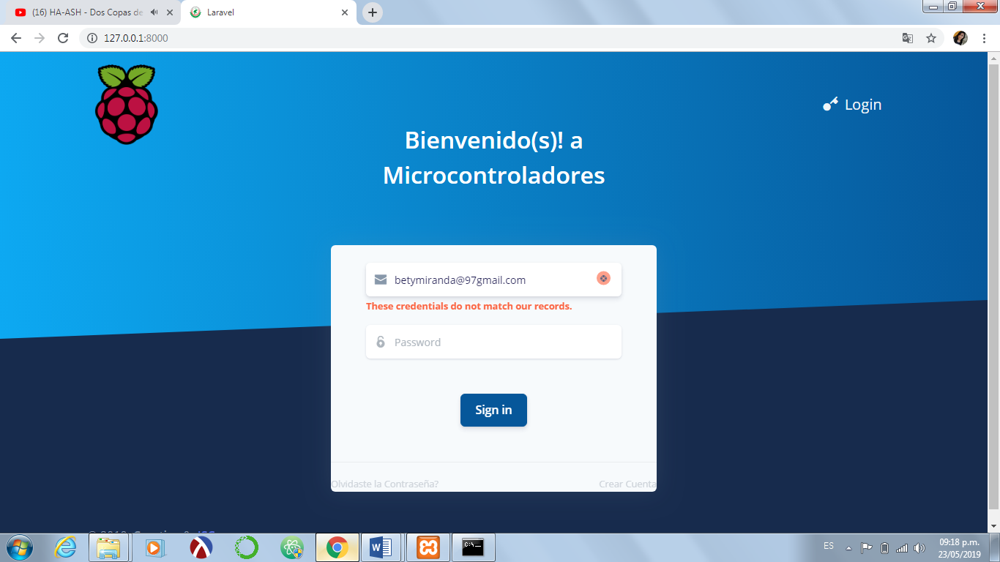 (16) HA-ASH - Dos Copas de
Laravel
127.0.0.1:8000
Login
Bienvenido(s)! a
Microcontroladores
betymiranda@97gmail.com
These credentials do not match our records.
Password
Sign in
Olvidaste la Contraseña?
Crear Cuenta
C:\_
ES
09:18 p.m.
23/05/2019